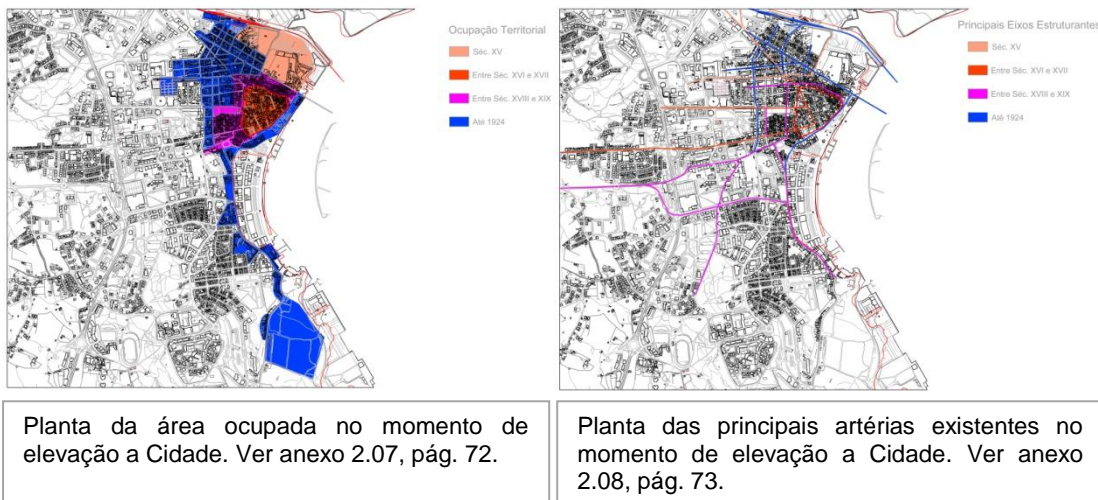 Ocupação Territorial
Séc. XV
Entre Séc. XVI e XVII
Entre Séc. XVIII e XIX
Até 1924
Principais Eixos Estruturantes
Séc. XV
Entre Séc. XVI e XVII
Entre Séc. XVIII e XIX
Até 1924
Planta da área ocupada no momento de
elevação a Cidade. Ver anexo 2.07, pág. 72.
Planta das principais artérias existentes no
momento de elevação a Cidade. Ver anexo
2.08, pág. 73.